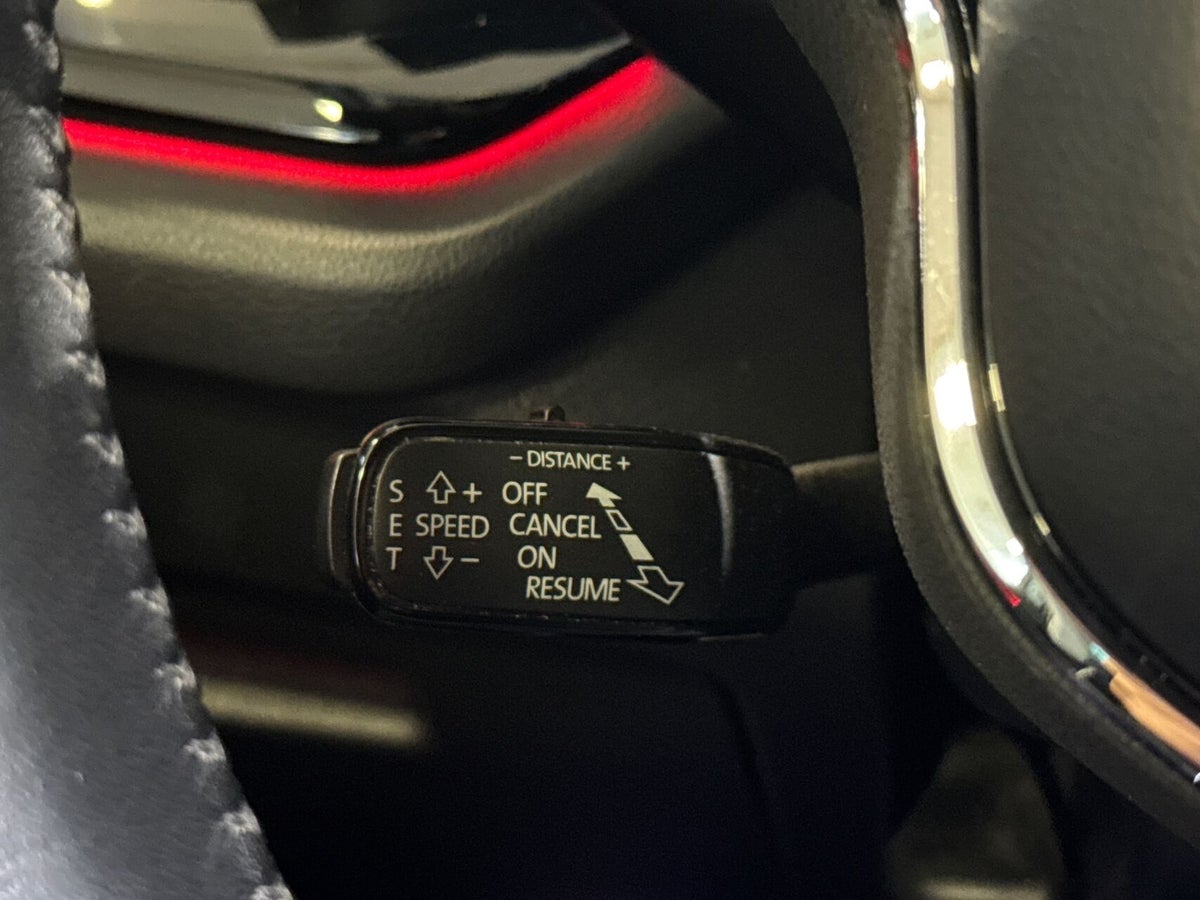 − DISTANCE +
S + OFF
E SPEED CANCEL
T − ON
RESUME